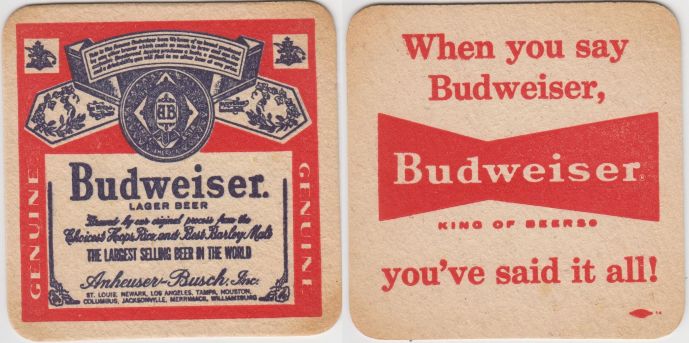 GENUINE
Budweiser.
LAGER BEER
Brewed by our original process from the
Choicest Hops, Rice and Best Barley Malt
THE LARGEST SELLING BEER IN THE WORLD
Anheuser-Busch, Inc.
ST. LOUIS, NEWARK, LOS ANGELES, TAMPA, HOUSTON,
COLUMBUS, JACKSONVILLE, MERRIMACK, WILLIAMSBURG
GENUINE
When you say
Budweiser,
Budweiser®
KING OF BEERS®
you've said it all!